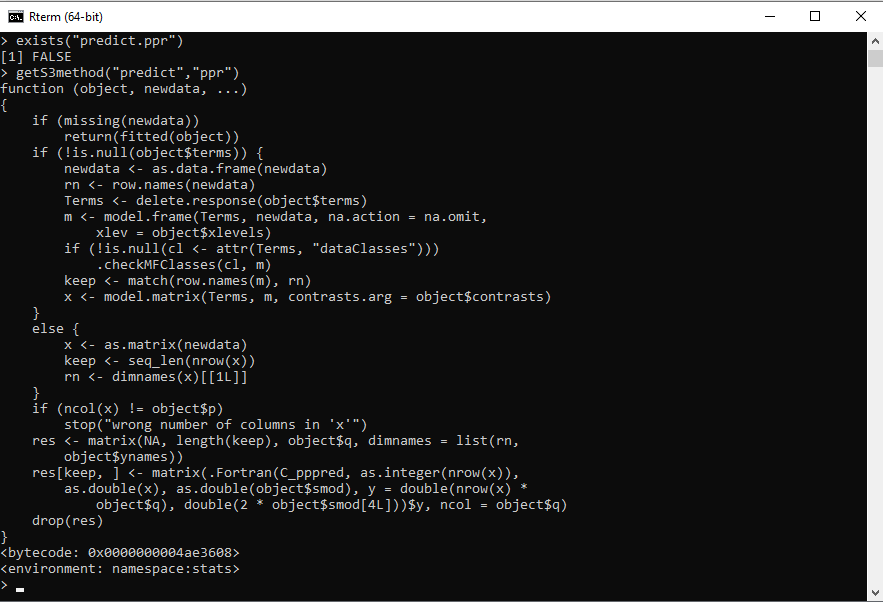 Rterm (64-bit)
> exists("predict.ppr")
[1] FALSE
> getS3method("predict","ppr")
function (object, newdata, ...)
{
    if (missing(newdata))
        return(fitted(object))
    if (!is.null(object$terms)) {
        newdata <- as.data.frame(newdata)
        rn <- row.names(newdata)
        Terms <- delete.response(object$terms)
        m <- model.frame(Terms, newdata, na.action = na.omit,
            xlev = object$xlevels)
        if (!is.null(cl <- attr(Terms, "dataClasses")))
            .checkMFClasses(cl, m)
        keep <- match(row.names(m), rn)
        x <- model.matrix(Terms, m, contrasts.arg = object$contrasts)
    }
    else {
        x <- as.matrix(newdata)
        keep <- seq_len(nrow(x))
        rn <- dimnames(x)[[1L]]
    }
    if (ncol(x) != object$p)
        stop("wrong number of columns in 'x'")
    res <- matrix(NA, length(keep), object$q, dimnames = list(rn,
        object$ynames))
    res[keep, ] <- matrix(.Fortran(C_pppred, as.integer(nrow(x)),
        as.double(x), as.double(object$smod), y = double(nrow(x) *
            object$q), double(2 * object$smod[4L]))$y, ncol = object$q)
    drop(res)
}
<bytecode: 0x0000000004ae3608>
<environment: namespace:stats>
>